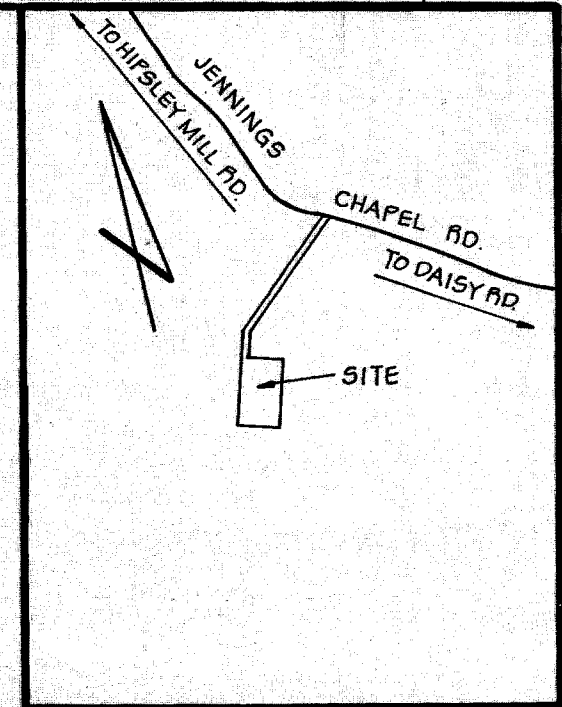 TO HIPSLEY MILL RD.
JENNINGS
CHAPEL RD.
TO DAISY RD.
SITE